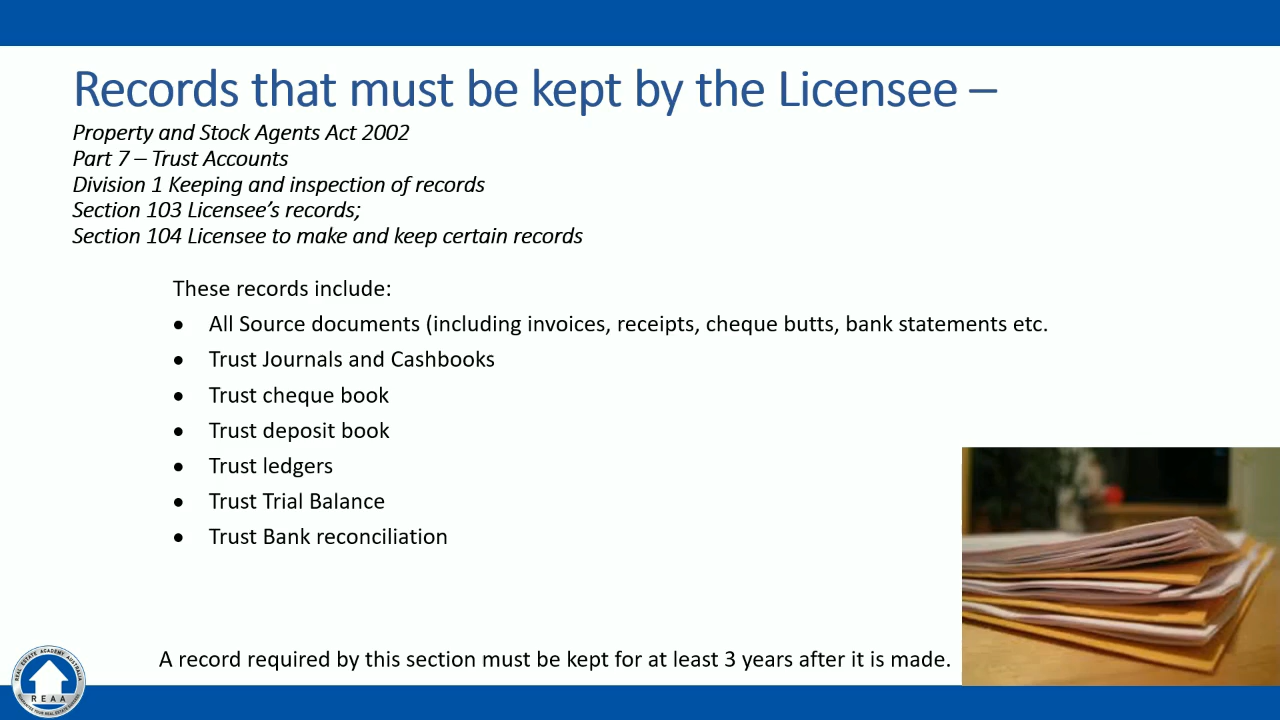 Records that must be kept by the Licensee –
Property and Stock Agents Act 2002
Part 7 – Trust Accounts
Division 1 Keeping and inspection of records
Section 103 Licensee’s records;
Section 104 Licensee to make and keep certain records
These records include:
• All Source documents (including invoices, receipts, cheque butts, bank statements etc.
• Trust Journals and Cashbooks
• Trust cheque book
• Trust deposit book
• Trust ledgers
• Trust Trial Balance
• Trust Bank reconciliation
A record required by this section must be kept for at least 3 years after it is made.
REAL ESTATE ACADEMY AUSTRALIA
REAA